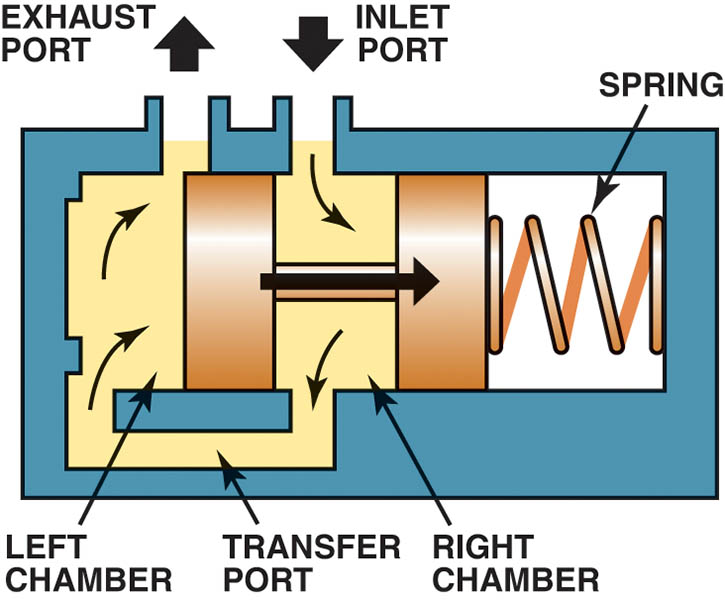 EXHAUST
PORT
INLET
PORT
SPRING
LEFT
CHAMBER
TRANSFER
PORT
RIGHT
CHAMBER